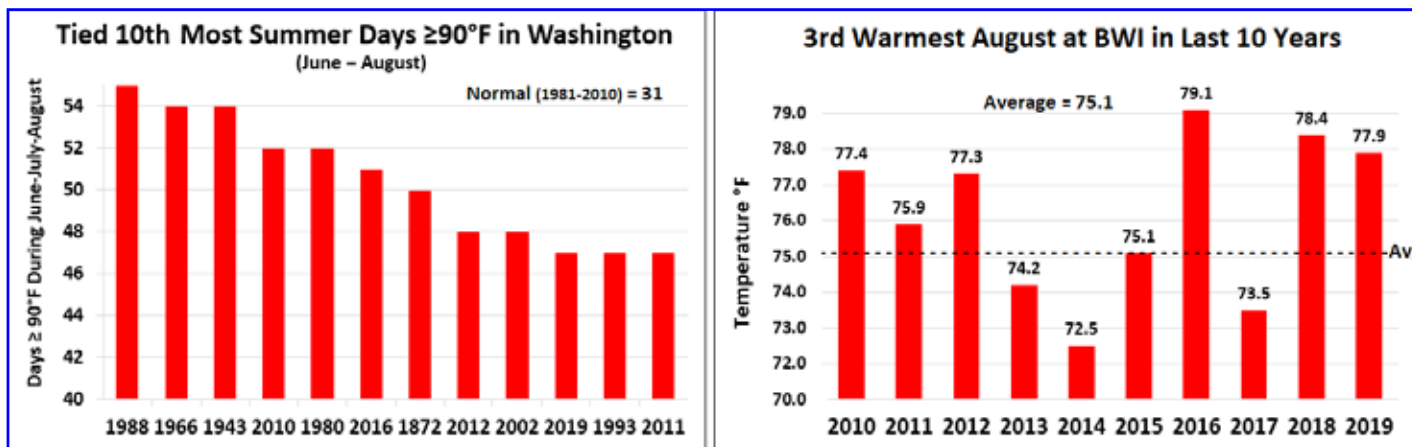 Tied 10th Most Summer Days ≥90°F in Washington
(June – August)
Normal (1981-2010) = 31
Days ≥ 90°F During June-July-August
54
52
50
48
46
44
42
40
1988 1966 1943 2010 1980 2016 1872 2012 2002 2019 1993 2011
3rd Warmest August at BWI in Last 10 Years
Average = 75.1
Temperature °F
79.0
78.0
77.0
76.0
75.0
74.0
73.0
72.0
71.0
70.0
77.4
75.9
77.3
74.2
72.5
75.1
79.1
73.5
78.4
77.9
Av
2010 2011 2012 2013 2014 2015 2016 2017 2018 2019